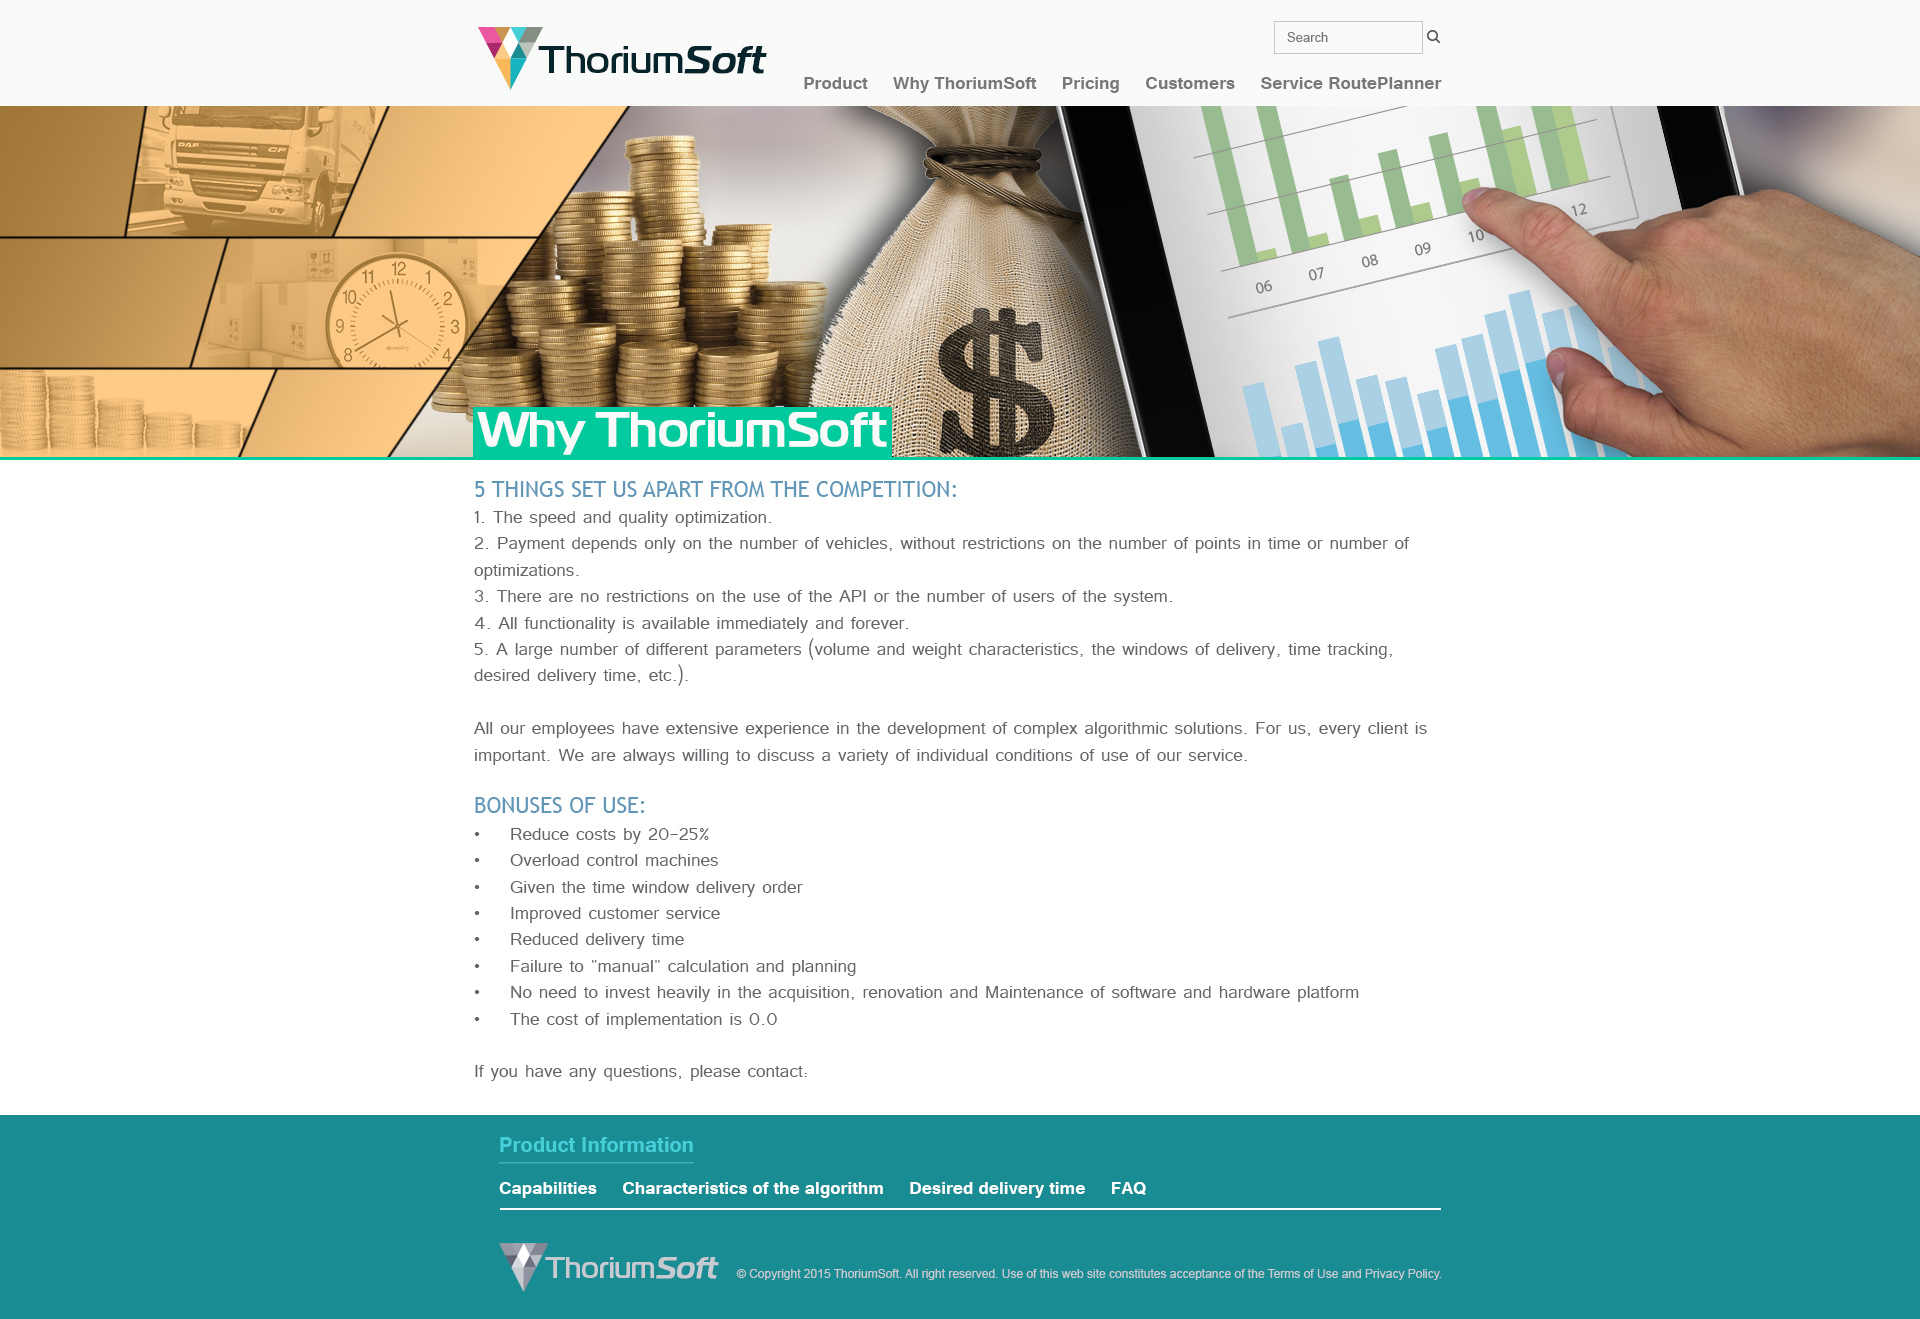 ThoriumSoft
Search
Product Why ThoriumSoft Pricing Customers Service RoutePlanner
DAF CF
12
11 1
10 2
9 3
8 4
06 07 08 09 10 12
$
Why ThoriumSoft
5 THINGS SET US APART FROM THE COMPETITION:
1. The speed and quality optimization.
2. Payment depends only on the number of vehicles, without restrictions on the number of points in time or number of
optimizations.
3. There are no restrictions on the use of the API or the number of users of the system.
4. All functionality is available immediately and forever.
5. A large number of different parameters (volume and weight characteristics, the windows of delivery, time tracking,
desired delivery time, etc.).
All our employees have extensive experience in the development of complex algorithmic solutions. For us, every client is
important. We are always willing to discuss a variety of individual conditions of use of our service.
BONUSES OF USE:
• Reduce costs by 20-25%
• Overload control machines
• Given the time window delivery order
• Improved customer service
• Reduced delivery time
• Failure to "manual" calculation and planning
• No need to invest heavily in the acquisition, renovation and Maintenance of software and hardware platform
• The cost of implementation is 0.0
If you have any questions, please contact:
Product Information
Capabilities Characteristics of the algorithm Desired delivery time FAQ
ThoriumSoft
© Copyright 2015 ThoriumSoft. All right reserved. Use of this web site constitutes acceptance of the Terms of Use and Privacy Policy.